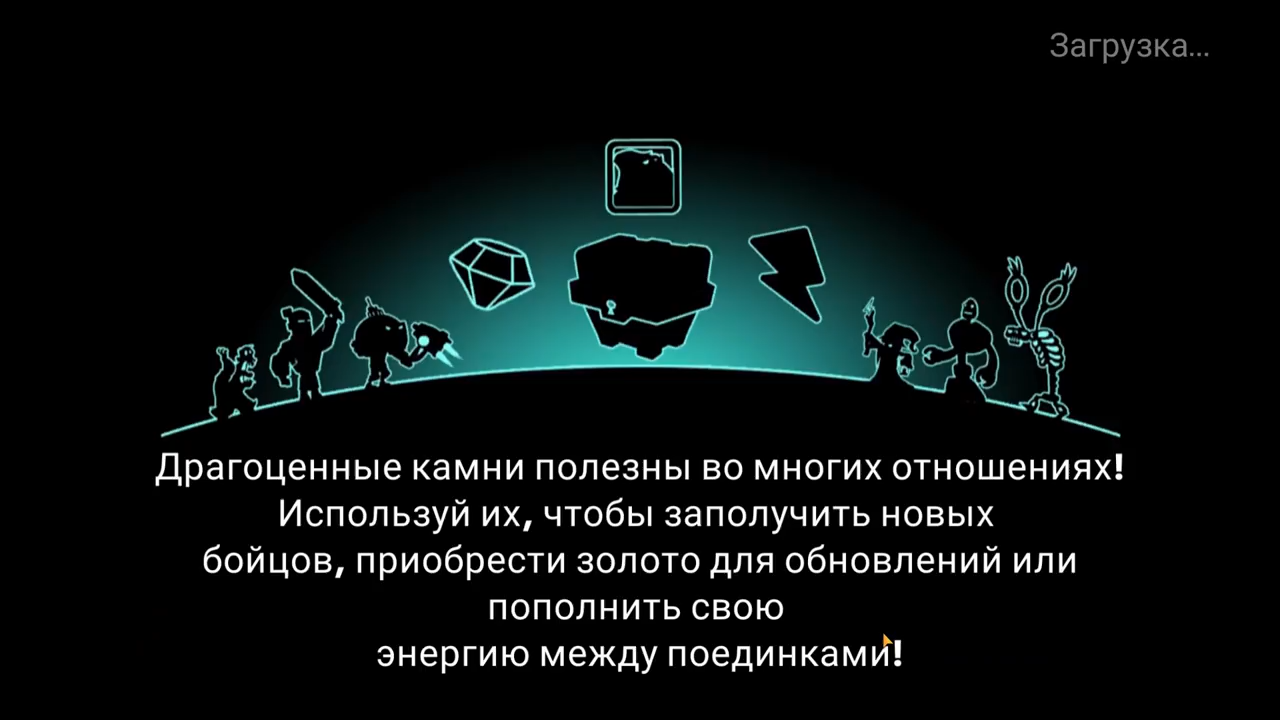 Загрузка...
Драгоценные камни полезны во многих отношениях!
Используй их, чтобы заполучить новых
бойцов, приобрести золото для обновлений или
пополнить свою
энергию между поединками!